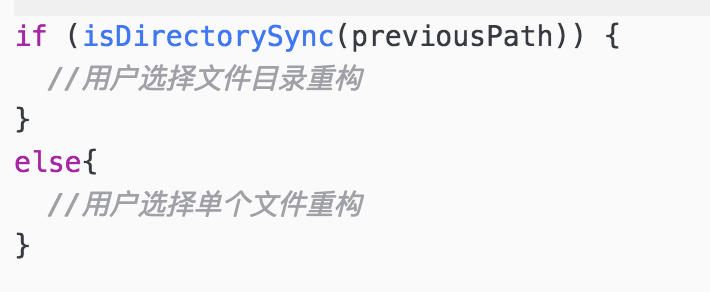 if (isDirectorySync(previousPath)) {
  //用户选择文件目录重构
}
else{
  //用户选择单个文件重构
}